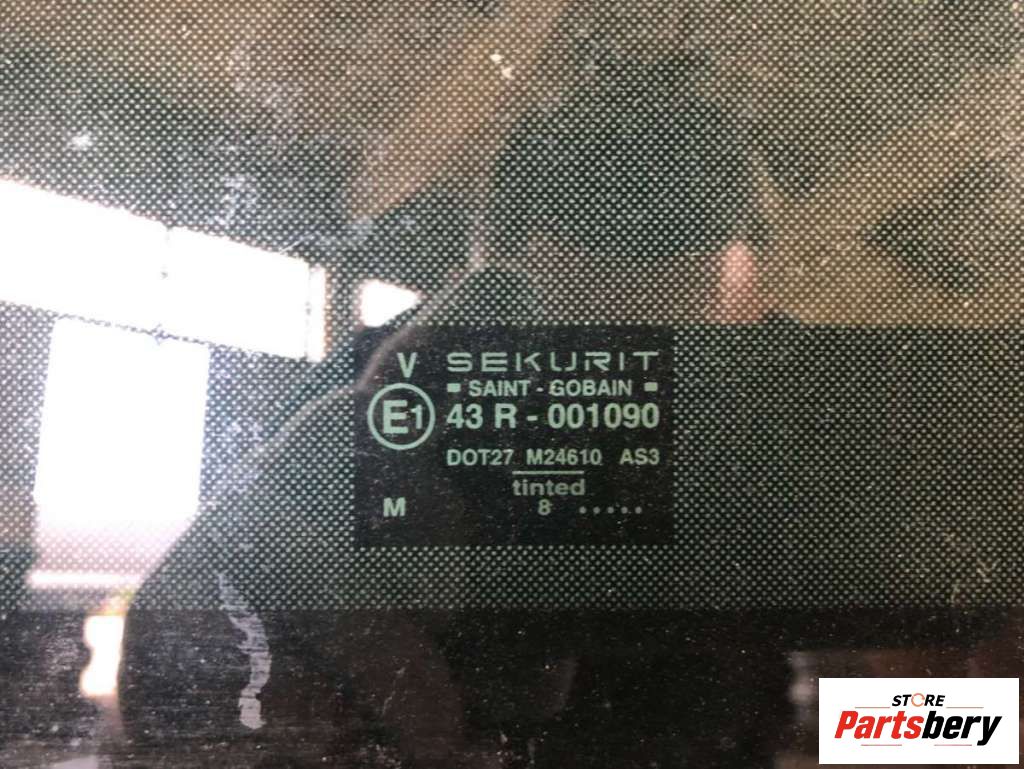 V SEKURIT
SAINT - GOBAIN
E1 43 R - 001090
DOT27 M24610 AS3
tinted
M 8 .....
STORE
Partsbery